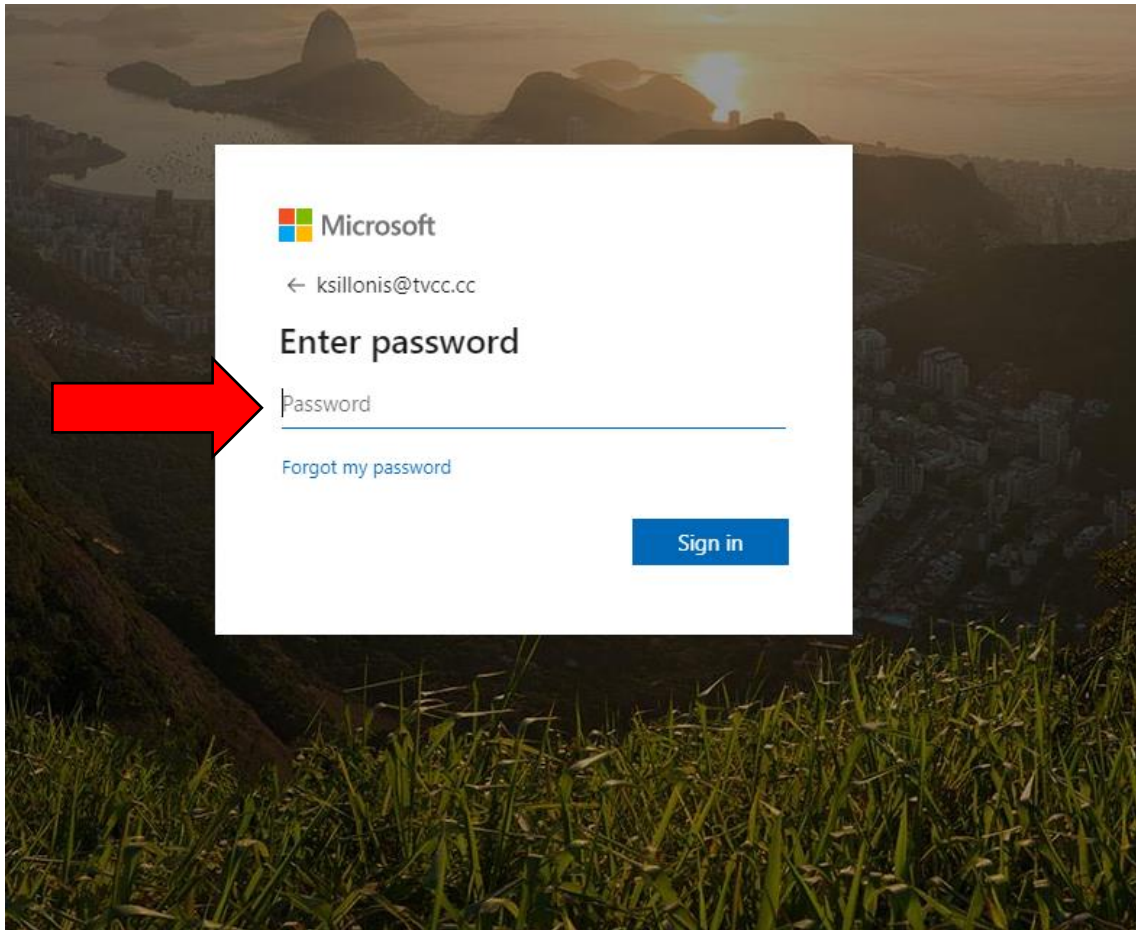 Microsoft
← ksillonis@tvcc.cc
Enter password
Password
Forgot my password
Sign in